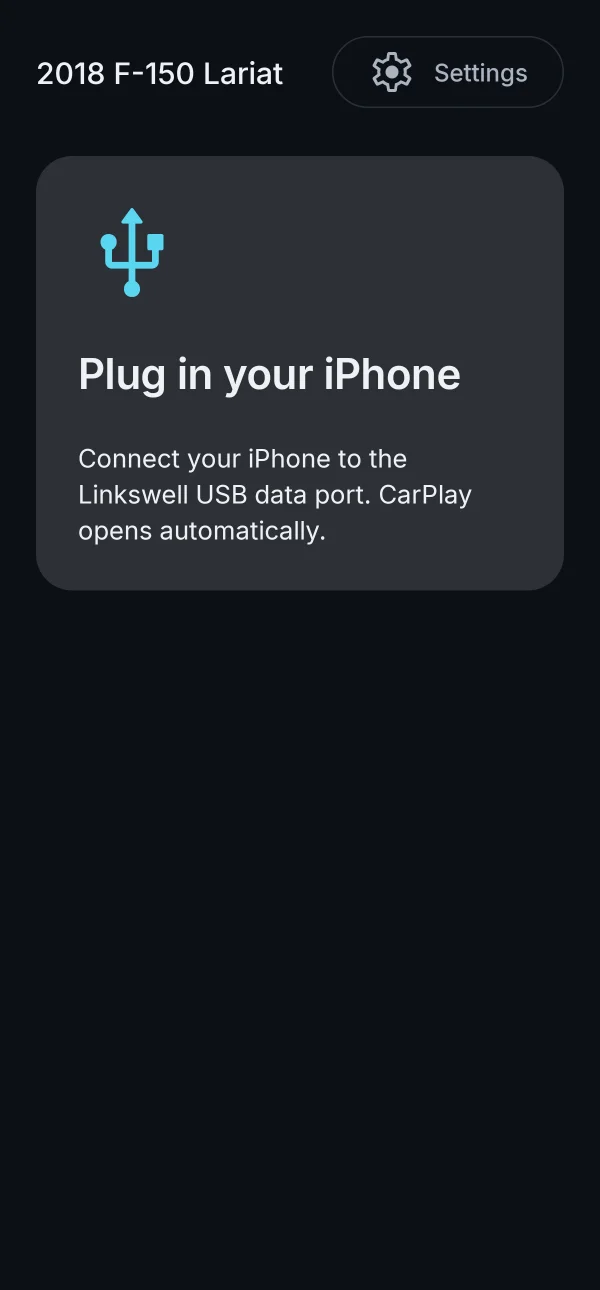 2018 F-150 Lariat
Settings
Plug in your iPhone
Connect your iPhone to the
Linkswell USB data port. CarPlay
opens automatically.